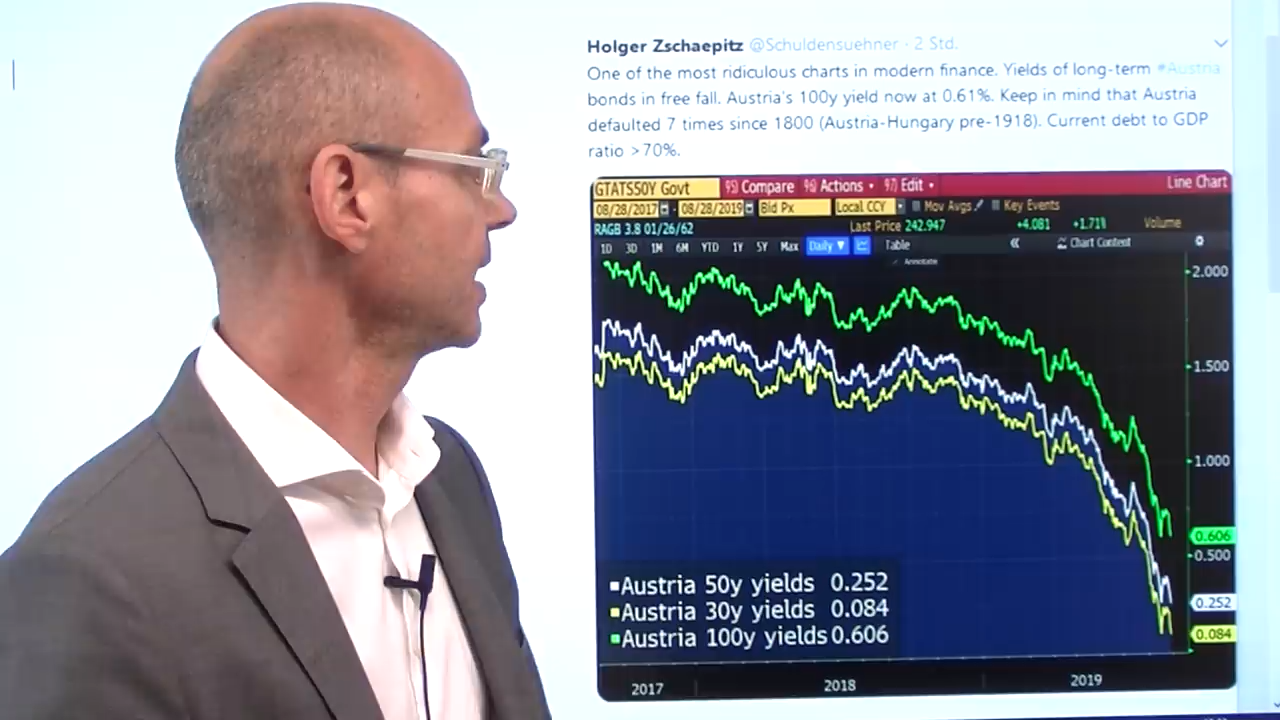 Holger Zschaepitz @Schuldensuehner · 2 Std.
One of the most ridiculous charts in modern finance. Yields of long-term #Austria
bonds in free fall. Austria's 100y yield now at 0.61%. Keep in mind that Austria
defaulted 7 times since 1800 (Austria-Hungary pre-1918). Current debt to GDP
ratio >70%.
GTATS50Y Govt 95) Compare 96) Actions 97) Edit Line Chart
08/28/2017 - 08/28/2019 Bid Px Local CCY Mov Avgs Key Events
RAGB 3.8 01/26/62 Last Price 242.947 +4.081 +1.71% Volume
1D 3D 1M 6M YTD 1Y 5Y Max Daily ▼ Table « Chart Content
Annotate
2.000
1.500
1.000
0.606
0.500
Austria 50y yields 0.252
0.252
Austria 30y yields 0.084
0.084
Austria 100y yields 0.606
2017 2018 2019